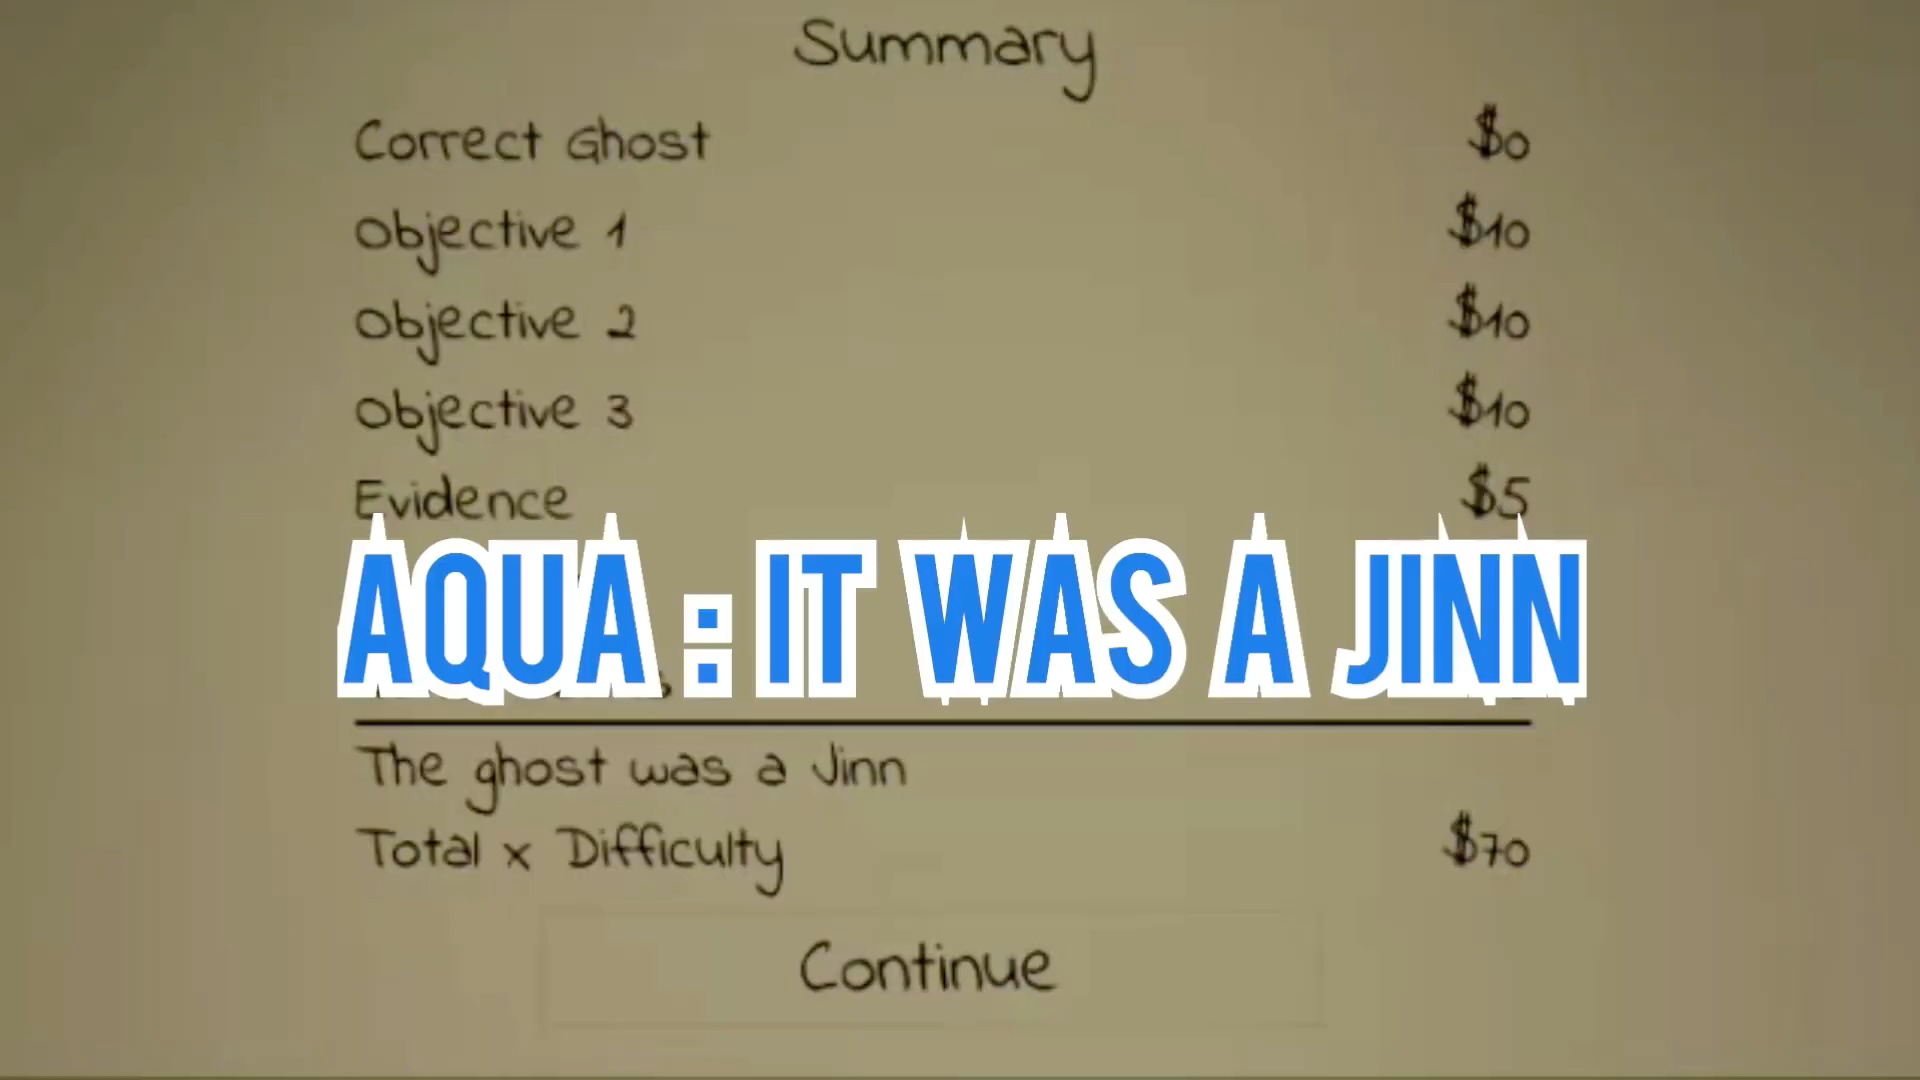 Summary
Correct Ghost $0
Objective 1 $10
Objective 2 $10
Objective 3 $10
Evidence $5
AQUA : IT WAS A JINN
The ghost was a Jinn
Total x Difficulty $70
Continue